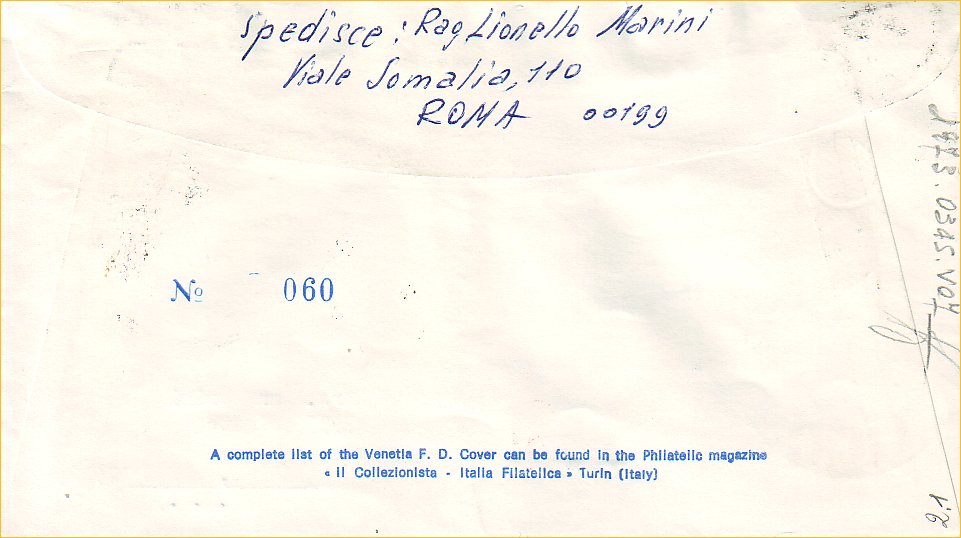 Spedisce: Rag Lionello Marini
Viale Somalia, 110
ROMA 00199
No 060
A complete list of the Venetia F. D. Cover can be found in the Philatelic magazine
« il Collezionista - Italia Filatelica » Turin (Italy)